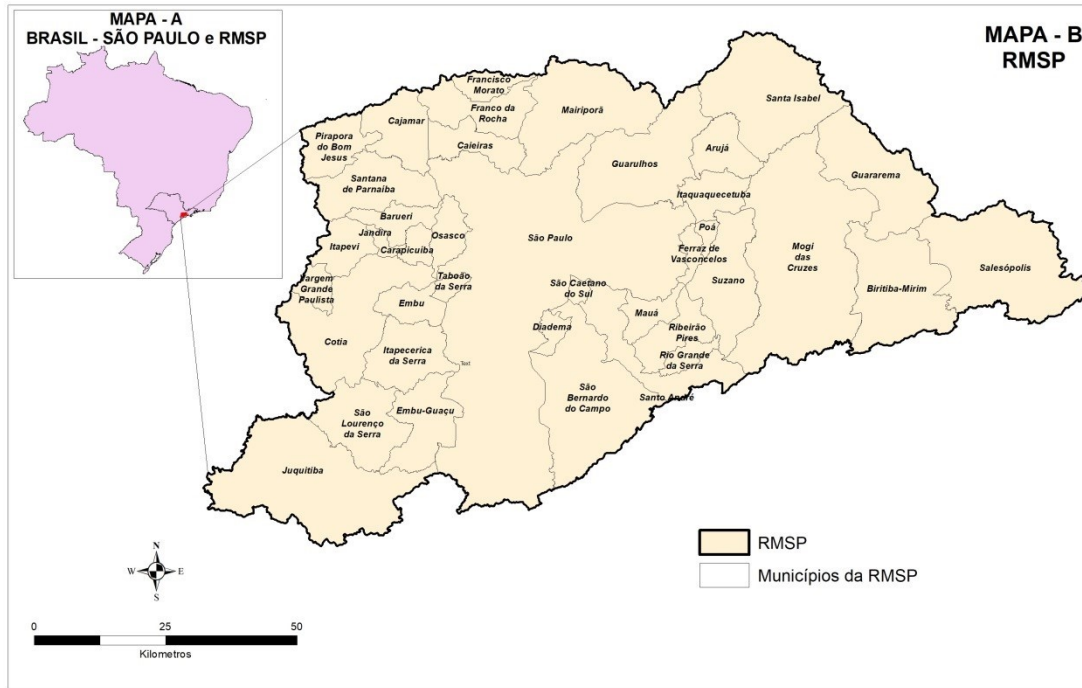 MAPA - A
BRASIL - SÃO PAULO e RMSP
MAPA - B
RMSP
Francisco
Morato
Franco da
Rocha
Mairiporã
Santa Isabel
Cajamar
Pirapora
do Bom
Jesus
Caieiras
Guarulhos
Arujá
Santana
de Parnaíba
Guararema
Itaquaquecetuba
Barueri
Jandira
Osasco
Itapevi
Carapicuiba
São Paulo
Poá
Ferraz de
Vasconcelos
Mogi
das
Cruzes
Salesópolis
Vargem
Grande
Paulista
Taboão
da Serra
São Caetano
do Sul
Suzano
Biritiba-Mirim
Embu
Mauá
Diadema
Ribeirão
Pires
Cotia
Itapecerica
da Serra
Text
Rio Grande
da Serra
São
Bernardo
do Campo
Santo André
São
Lourenço
da Serra
Embu-Guaçu
Juquitiba
RMSP
Municípios da RMSP
N
W
E
S
0
25
50
Kilometros